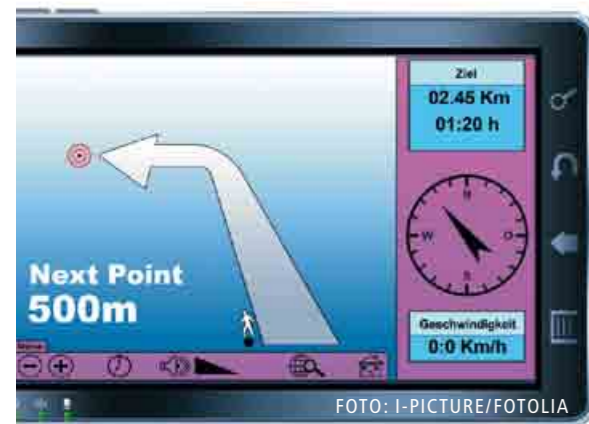 Ziel
02.45 Km
01:20 h
N
W
O
S
Next Point
500m
Geschwindigkeit
0:0 Km/h
FOTO: I-PICTURE/FOTOLIA